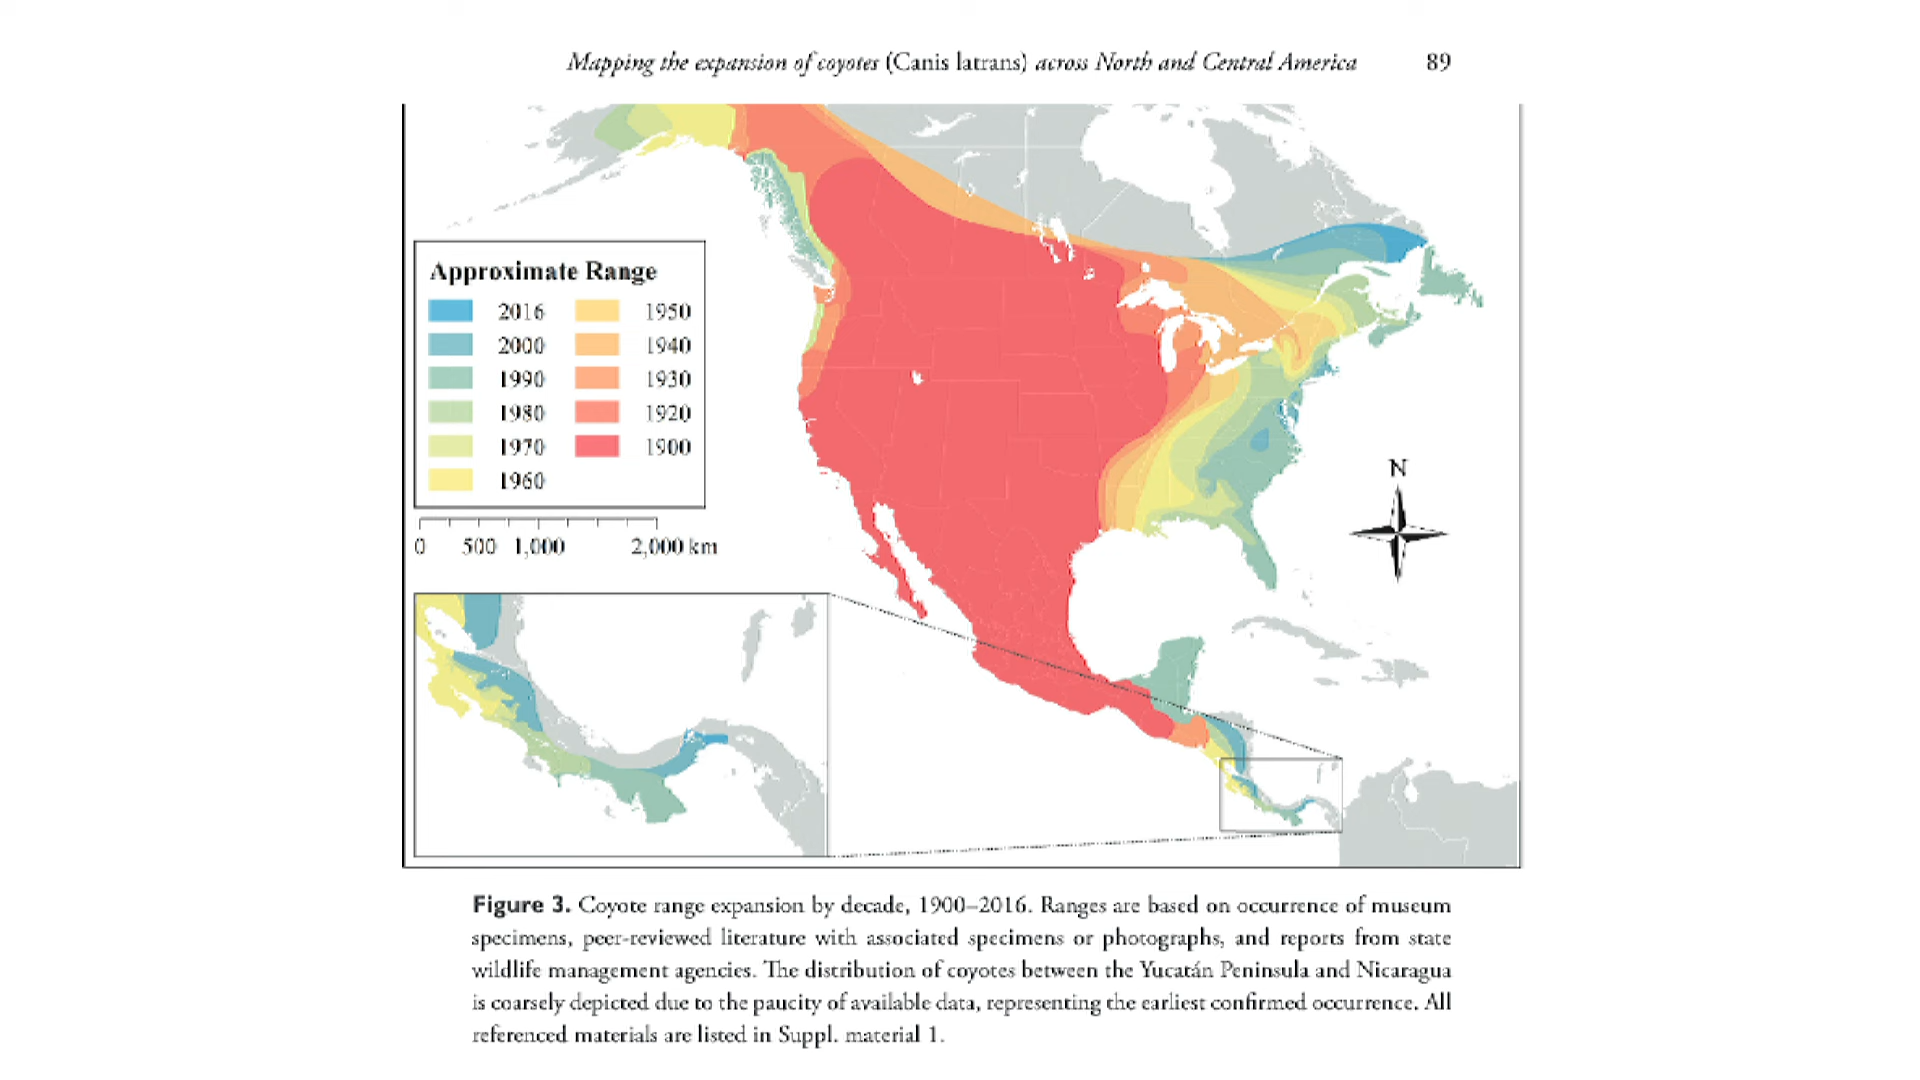 Mapping the expansion of coyotes (Canis latrans) across North and Central America 89
Approximate Range
2016 1950
2000 1940
1990 1930
1980 1920
1970 1900
1960
0 500 1,000 2,000 km
N
Figure 3. Coyote range expansion by decade, 1900–2016. Ranges are based on occurrence of museum
specimens, peer-reviewed literature with associated specimens or photographs, and reports from state
wildlife management agencies. The distribution of coyotes between the Yucatán Peninsula and Nicaragua
is coarsely depicted due to the paucity of available data, representing the earliest confirmed occurrence. All
referenced materials are listed in Suppl. material 1.